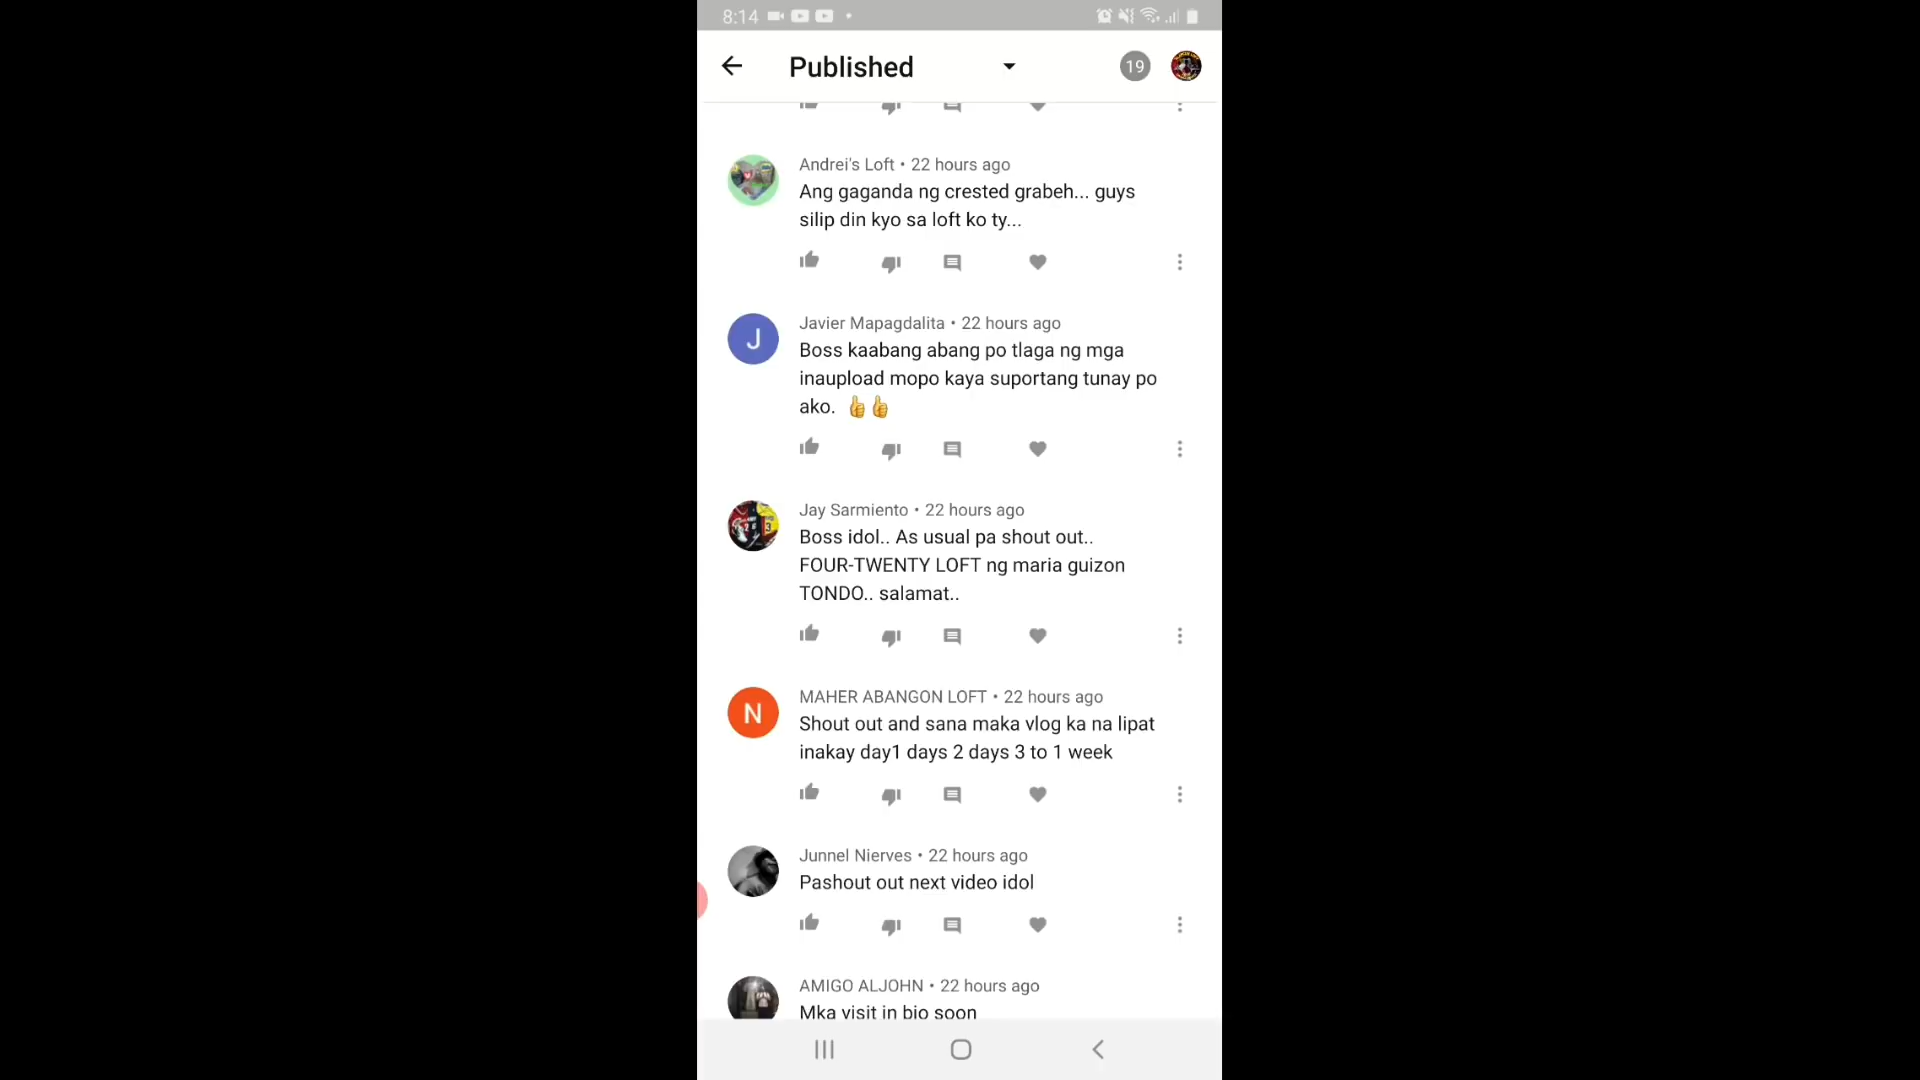 8:14
Published
19
Andrei's Loft • 22 hours ago
Ang gaganda ng crested grabeh... guys
silip din kyo sa loft ko ty...
J
Javier Mapagdalita • 22 hours ago
Boss kaabang abang po tlaga ng mga
inaupload mopo kaya suportang tunay po
ako. 👍👍
Jay Sarmiento • 22 hours ago
Boss idol.. As usual pa shout out..
FOUR-TWENTY LOFT ng maria guizon
TONDO.. salamat..
N
MAHER ABANGON LOFT • 22 hours ago
Shout out and sana maka vlog ka na lipat
inakay day1 days 2 days 3 to 1 week
Junnel Nierves • 22 hours ago
Pashout out next video idol
AMIGO ALJOHN • 22 hours ago
Mka visit in bio soon